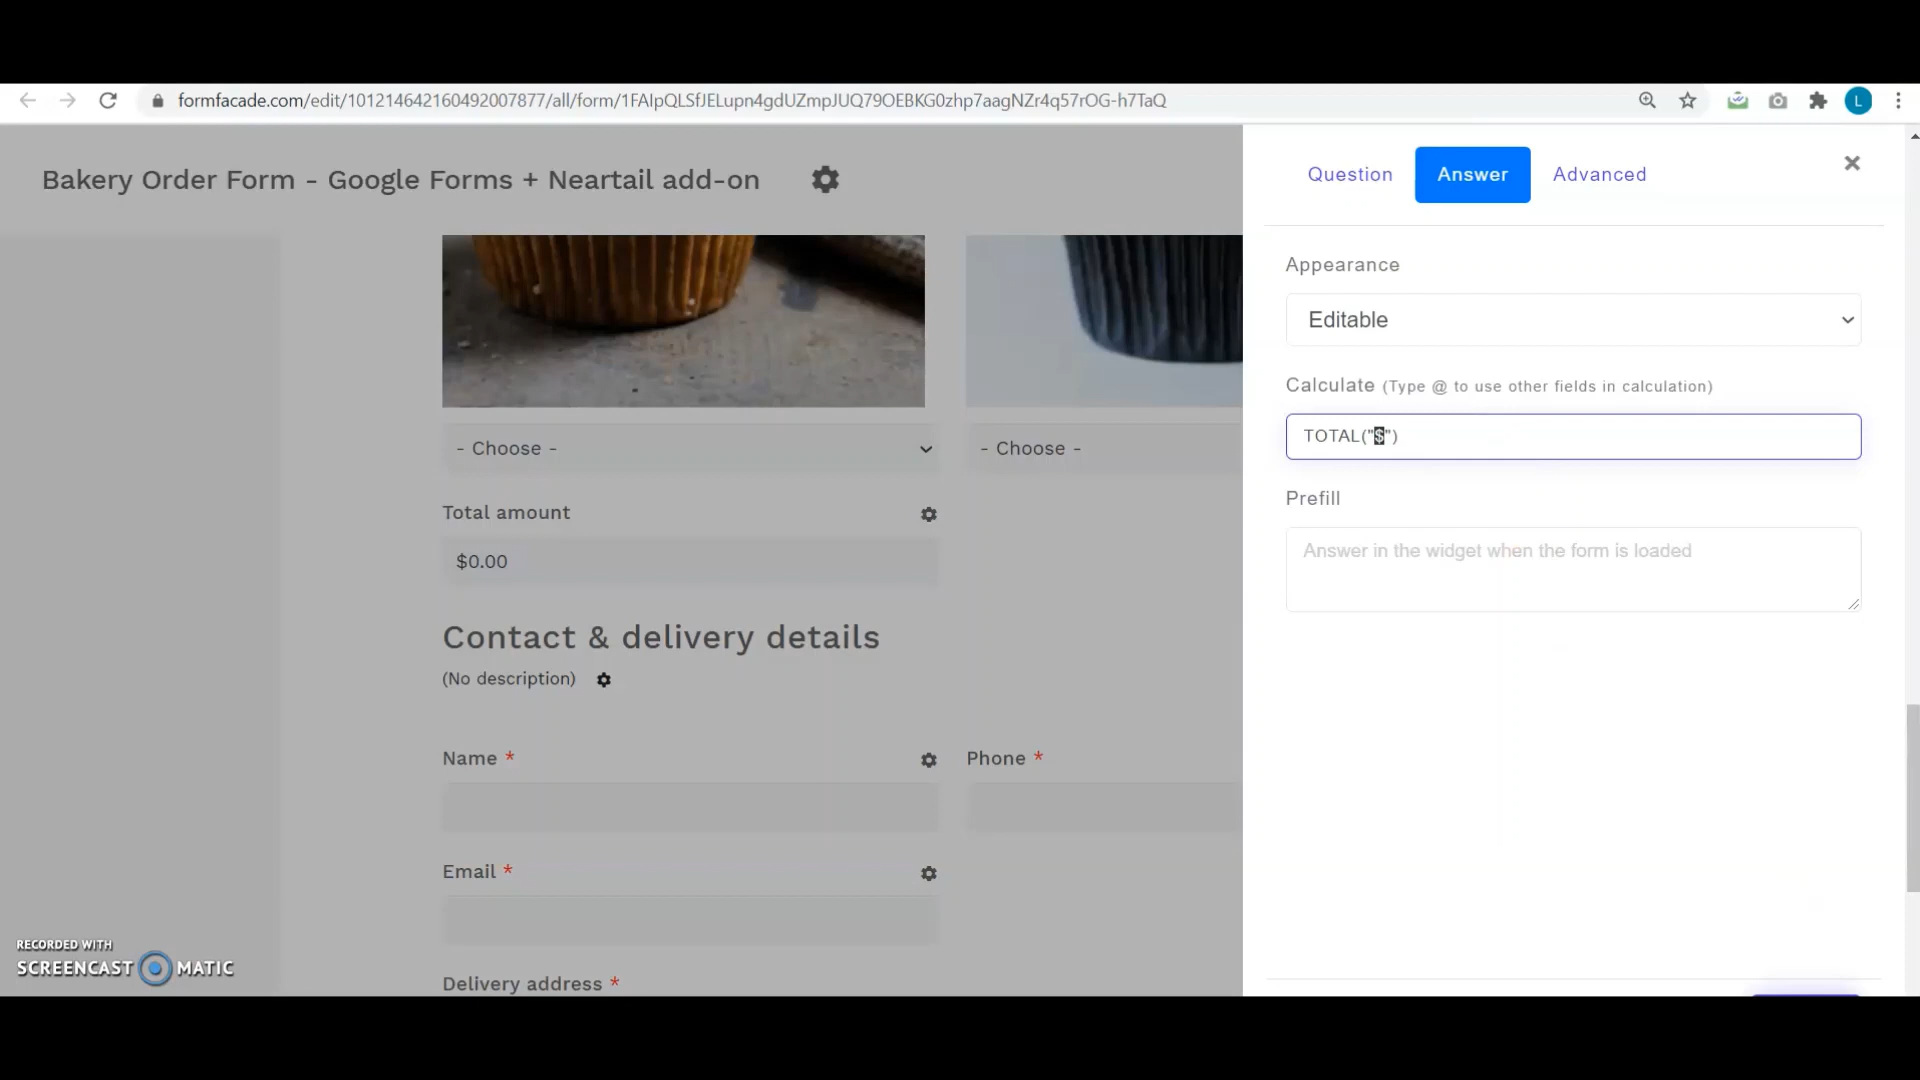 formfacade.com/edit/101214642160492007877/all/form/1FAIpQLSfJELupn4gdUZmpJUQ79OEBKG0zhp7aagNZr4q57rOG-h7TaQ
L
Bakery Order Form - Google Forms + Neartail add-on
Question
Answer
Advanced
Appearance
Editable
Calculate (Type @ to use other fields in calculation)
TOTAL("$")
Prefill
Answer in the widget when the form is loaded
- Choose -
- Choose -
Total amount
$0.00
Contact & delivery details
(No description)
Name *
Phone *
Email *
Delivery address *
RECORDED WITH
SCREENCAST MATIC